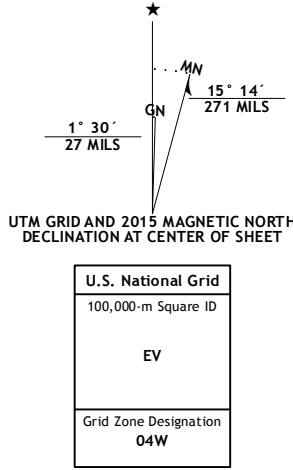 MN
15° 14´
271 MILS
GN
1° 30´
27 MILS
UTM GRID AND 2015 MAGNETIC NORTH
DECLINATION AT CENTER OF SHEET
U.S. National Grid
100,000-m Square ID
EV
Grid Zone Designation
04W